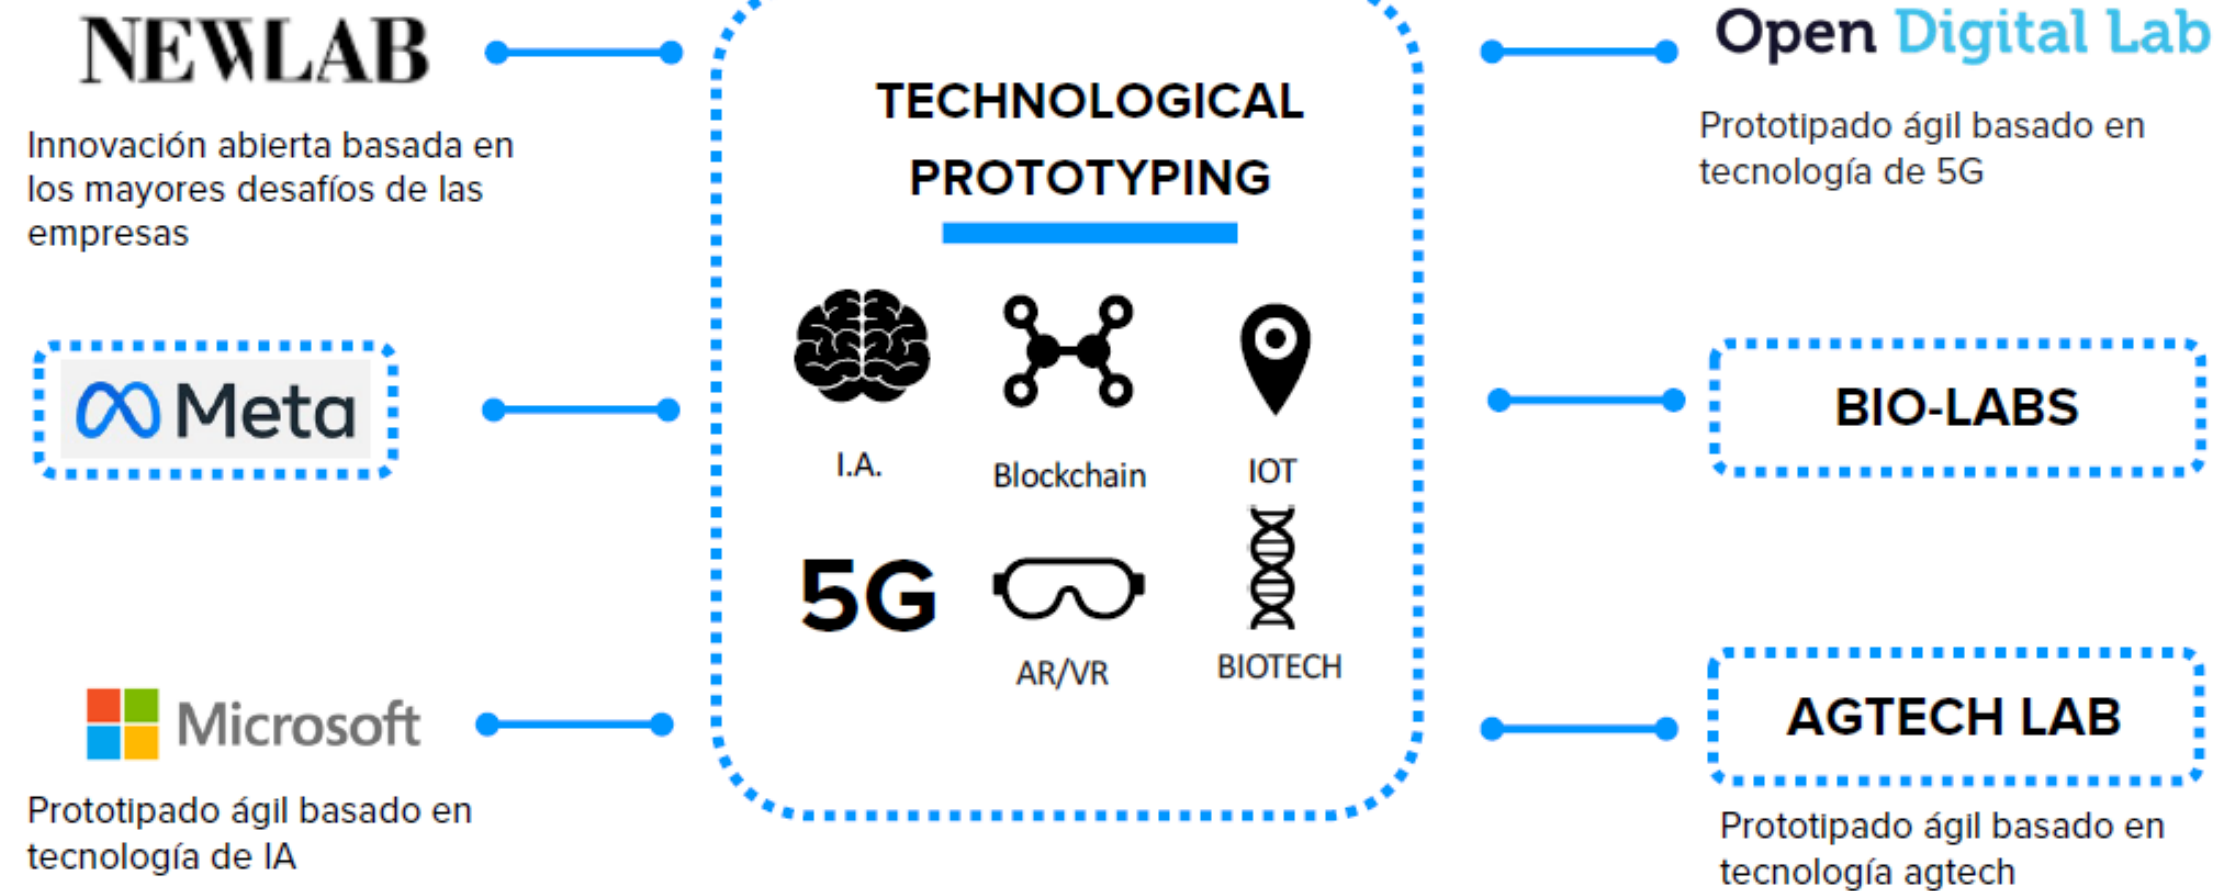 NEWLAB
Innovación abierta basada en
los mayores desafíos de las
empresas
Meta
Microsoft
Prototipado ágil basado en
tecnología de IA
TECHNOLOGICAL
PROTOTYPING
I.A.
Blockchain
IOT
5G
AR/VR
BIOTECH
Open Digital Lab
Prototipado ágil basado en
tecnología de 5G
BIO-LABS
AGTECH LAB
Prototipado ágil basado en
tecnología agtech